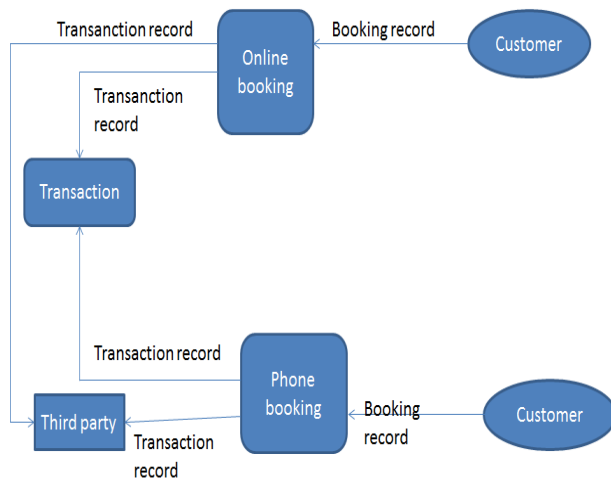 Transanction record
Booking record
Customer
Online
booking
Transanction
record
Transaction
Transaction record
Phone
booking
Third party
Transaction
record
Booking
record
Customer